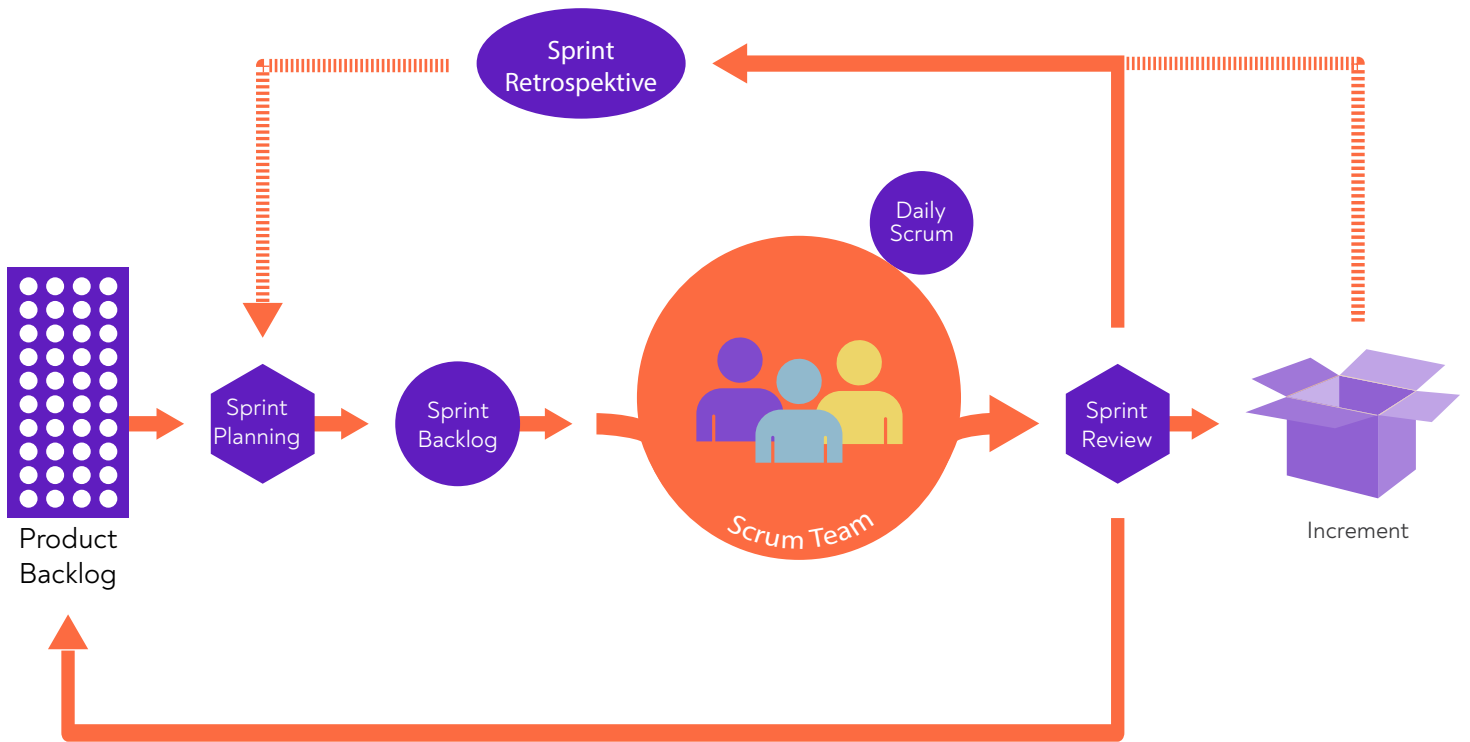 Sprint
Retrospektive
Daily
Scrum
Sprint
Planning
Sprint
Backlog
Sprint
Review
Scrum Team
Increment
Product
Backlog